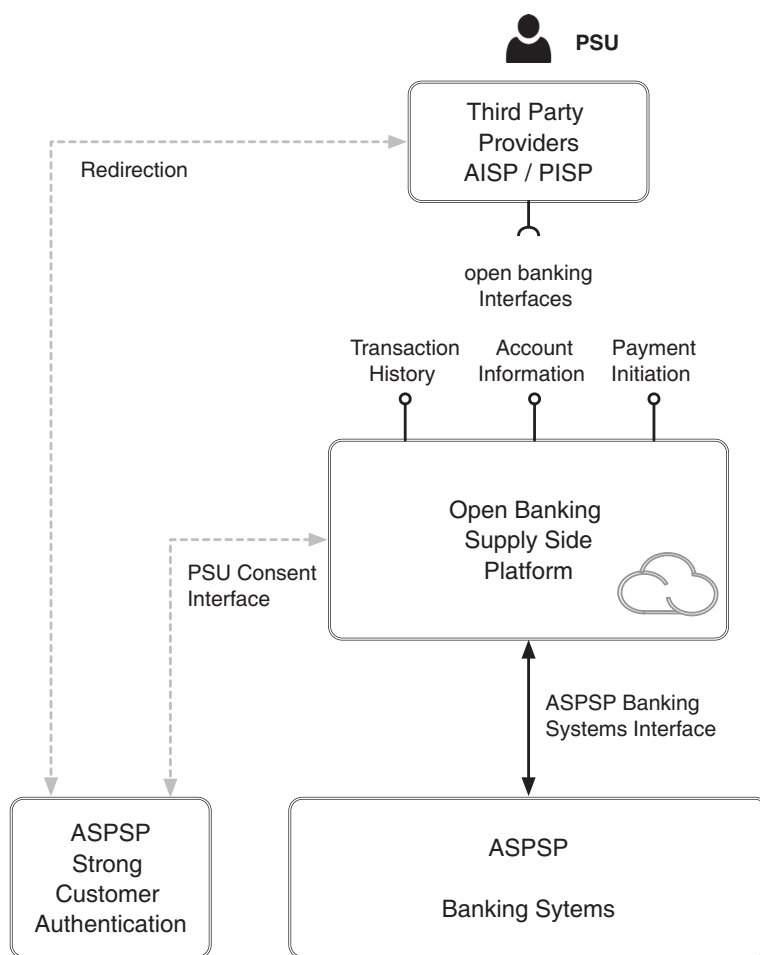 PSU
Third Party
Providers
AISP / PISP
Redirection
open banking
Interfaces
Transaction
History
Account
Information
Payment
Initiation
Open Banking
Supply Side
Platform
PSU Consent
Interface
ASPSP Banking
Systems Interface
ASPSP
Strong
Customer
Authentication
ASPSP
Banking Sytems